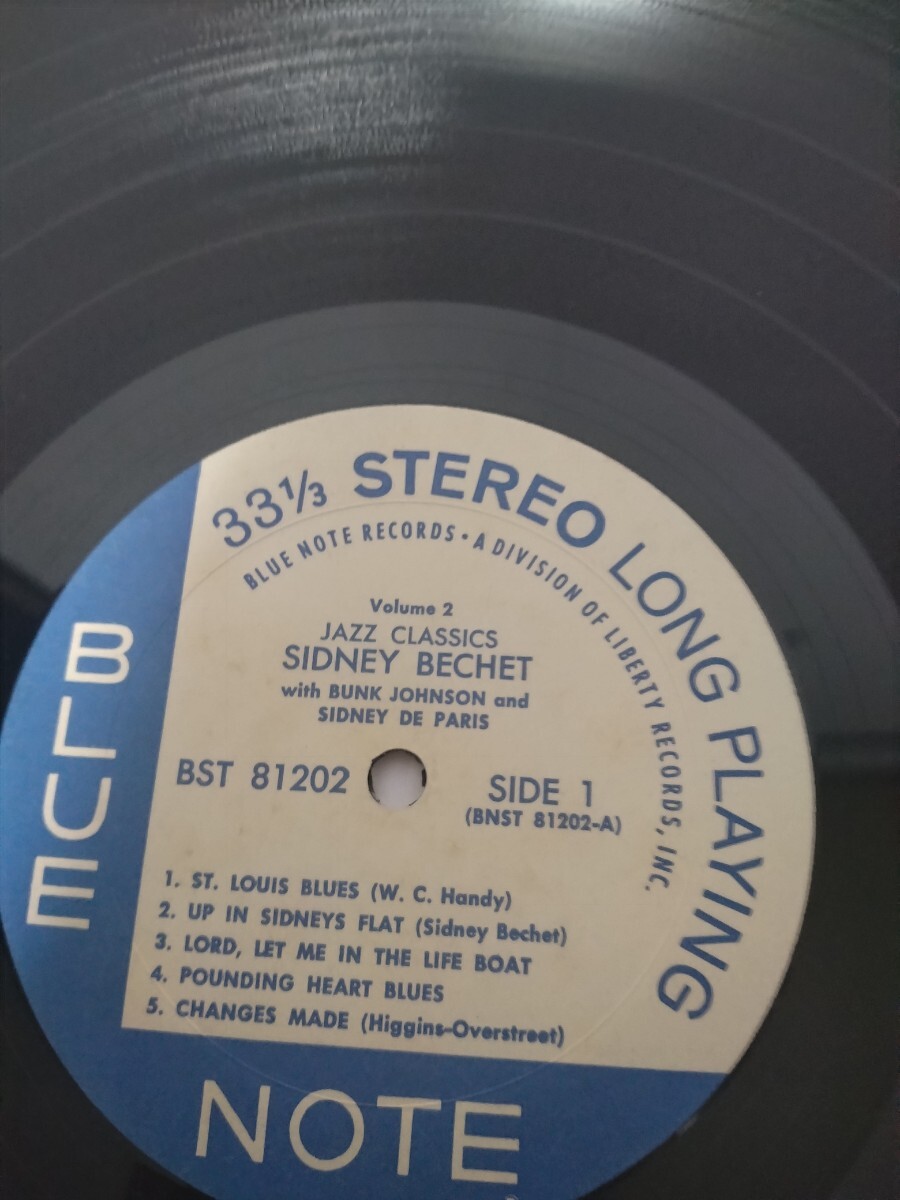 33⅓ STEREO LONG PLAYING
BLUE NOTE RECORDS • A DIVISION OF LIBERTY RECORDS, INC.
Volume 2
JAZZ CLASSICS
SIDNEY BECHET
with BUNK JOHNSON and
SIDNEY DE PARIS
BST 81202
SIDE 1
(BNST 81202-A)
1. ST. LOUIS BLUES (W. C. Handy)
2. UP IN SIDNEYS FLAT (Sidney Bechet)
3. LORD, LET ME IN THE LIFE BOAT
4. POUNDING HEART BLUES
5. CHANGES MADE (Higgins-Overstreet)
BLUE
NOTE